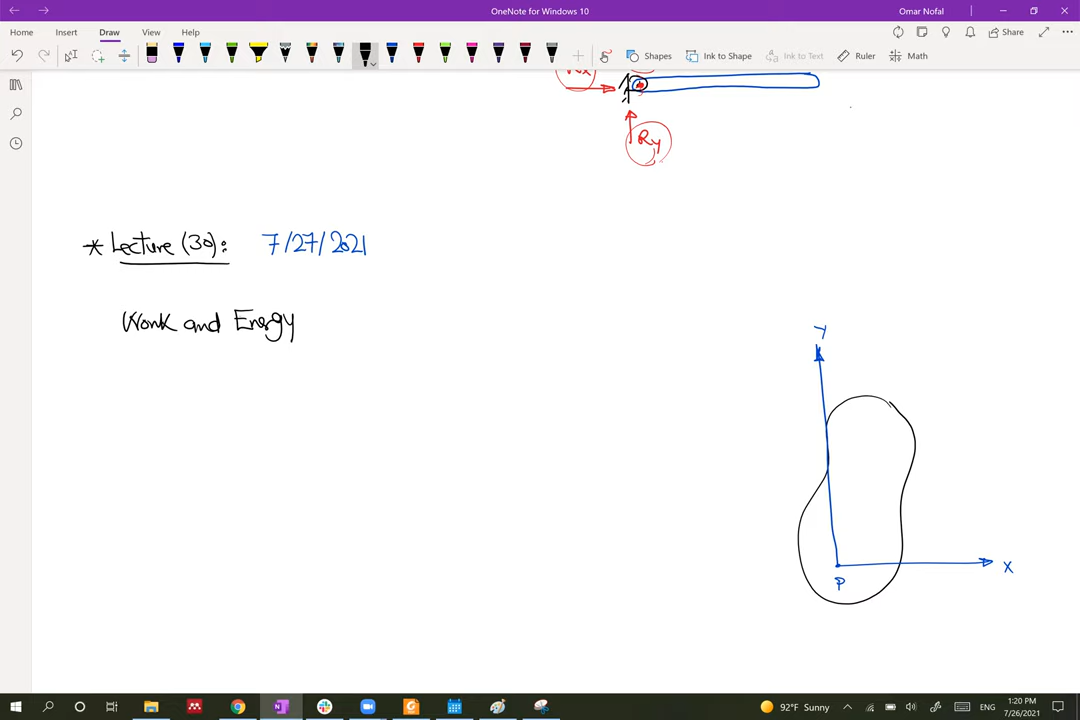 OneNote for Windows 10
Omar Nofal
Home Insert Draw View Help
Share
Shapes Ink to Shape Ink to Text Ruler Math
Rx
Ry
* Lecture (30): 7/27/2021
Work and Energy
Y
X
P
92°F Sunny ENG 1:20 PM
7/26/2021